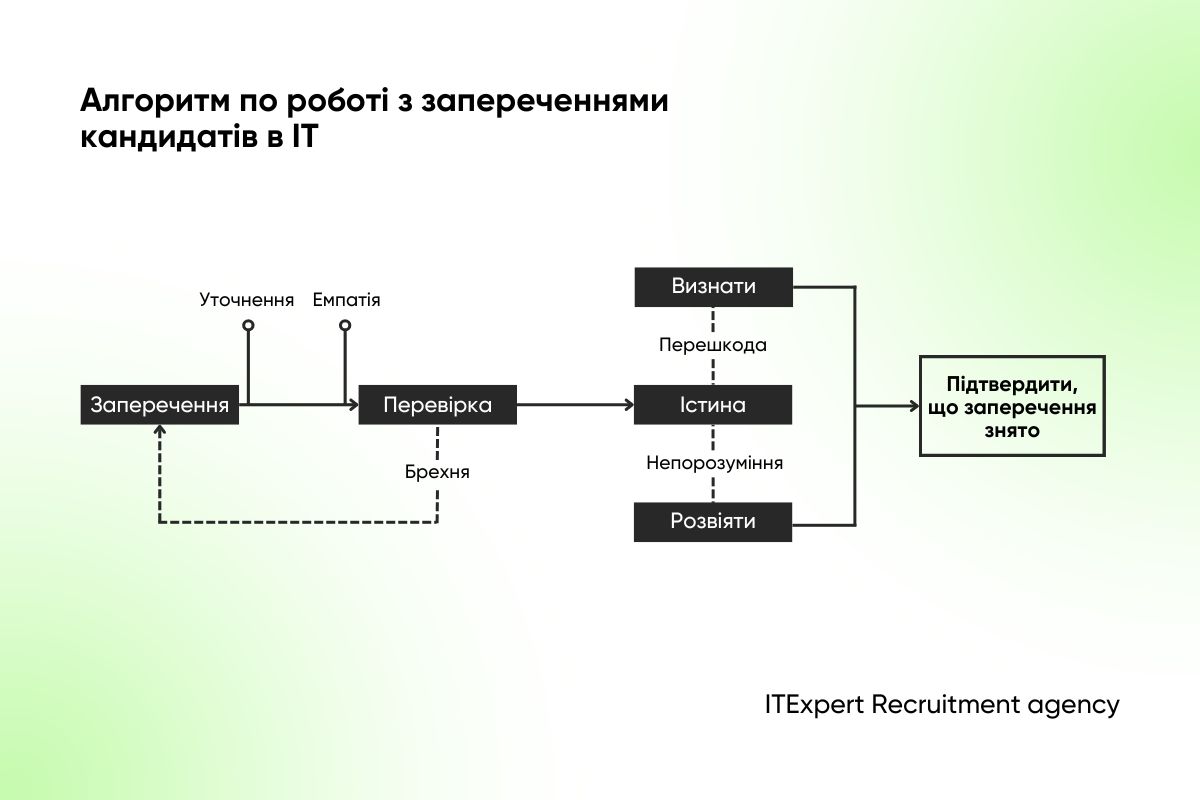 Алгоритм по роботі з запереченнями
кандидатів в ІТ
Уточнення
Емпатія
Заперечення
Перевірка
Брехня
Визнати
Перешкода
Істина
Непорозуміння
Розвіяти
Підтвердити,
що заперечення
знято
ITExpert Recruitment agency